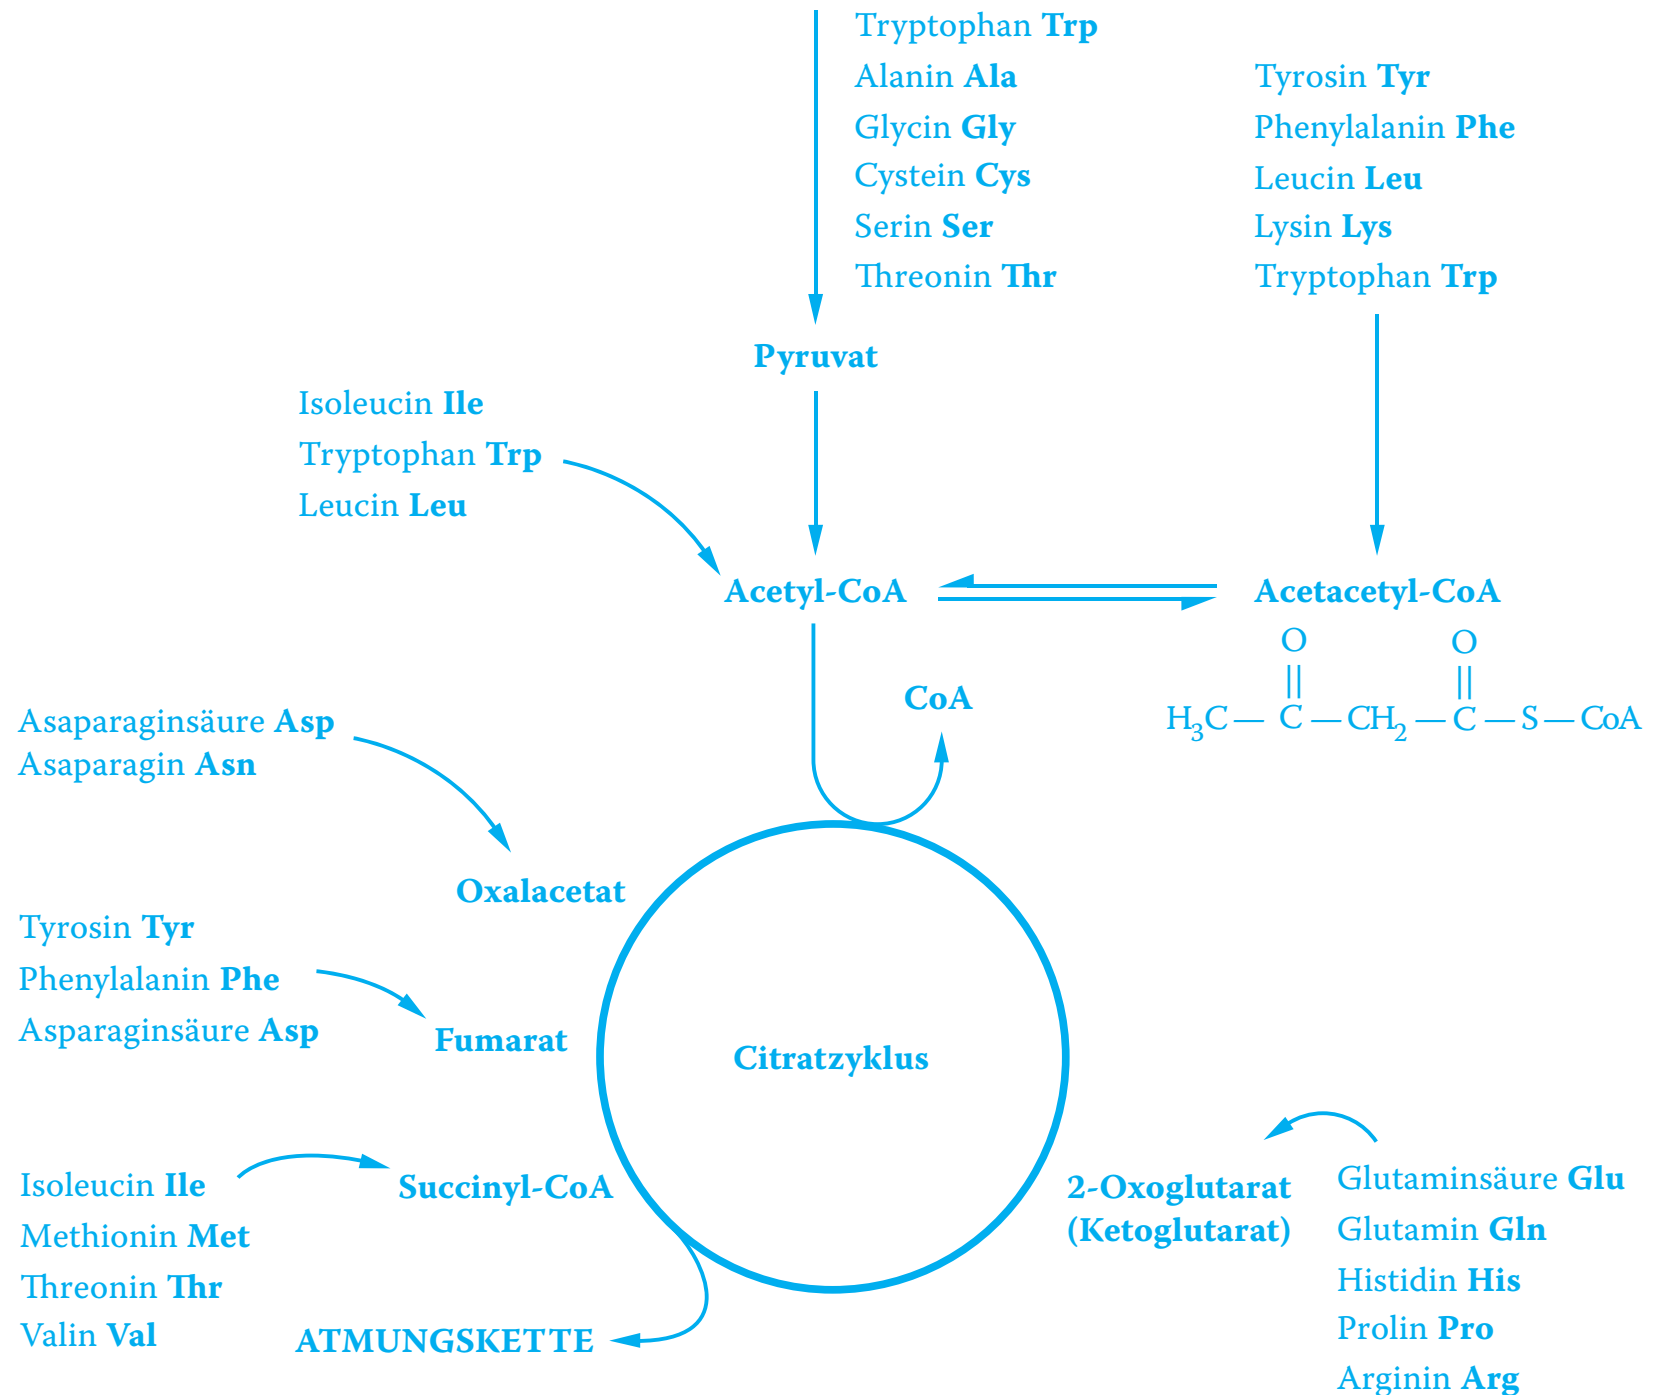 Tryptophan Trp
Alanin Ala
Glycin Gly
Cystein Cys
Serin Ser
Threonin Thr
Tyrosin Tyr
Phenylalanin Phe
Leucin Leu
Lysin Lys
Tryptophan Trp
Pyruvat
Isoleucin Ile
Tryptophan Trp
Leucin Leu
Acetyl-CoA
Acetacetyl-CoA
O O
H3C — C — CH2 — C — S — CoA
CoA
Asaparaginsäure Asp
Asaparagin Asn
Oxalacetat
Tyrosin Tyr
Phenylalanin Phe
Asparaginsäure Asp
Fumarat
Citratzyklus
Isoleucin Ile
Methionin Met
Threonin Thr
Valin Val
Succinyl-CoA
ATMUNGSKETTE
2-Oxoglutarat
(Ketoglutarat)
Glutaminsäure Glu
Glutamin Gln
Histidin His
Prolin Pro
Arginin Arg